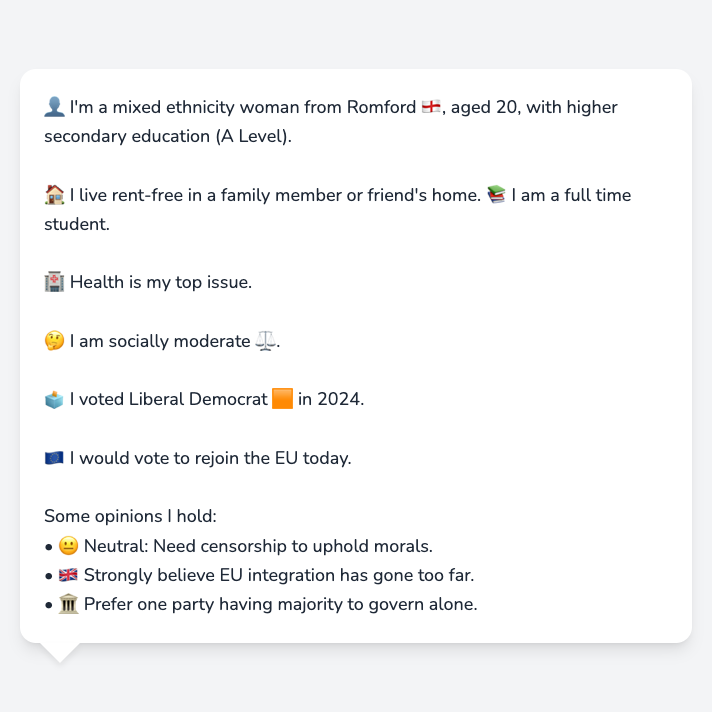 👤 I'm a mixed ethnicity woman from Romford 🏴󠁧󠁢󠁥󠁮󠁧󠁿, aged 20, with higher
secondary education (A Level).
🏠 I live rent-free in a family member or friend's home. 📚 I am a full time
student.
🏥 Health is my top issue.
🤔 I am socially moderate ⚖️.
🗳️ I voted Liberal Democrat 🟧 in 2024.
🇪🇺 I would vote to rejoin the EU today.
Some opinions I hold:
• 😐 Neutral: Need censorship to uphold morals.
• 🇬🇧 Strongly believe EU integration has gone too far.
• 🏛️ Prefer one party having majority to govern alone.